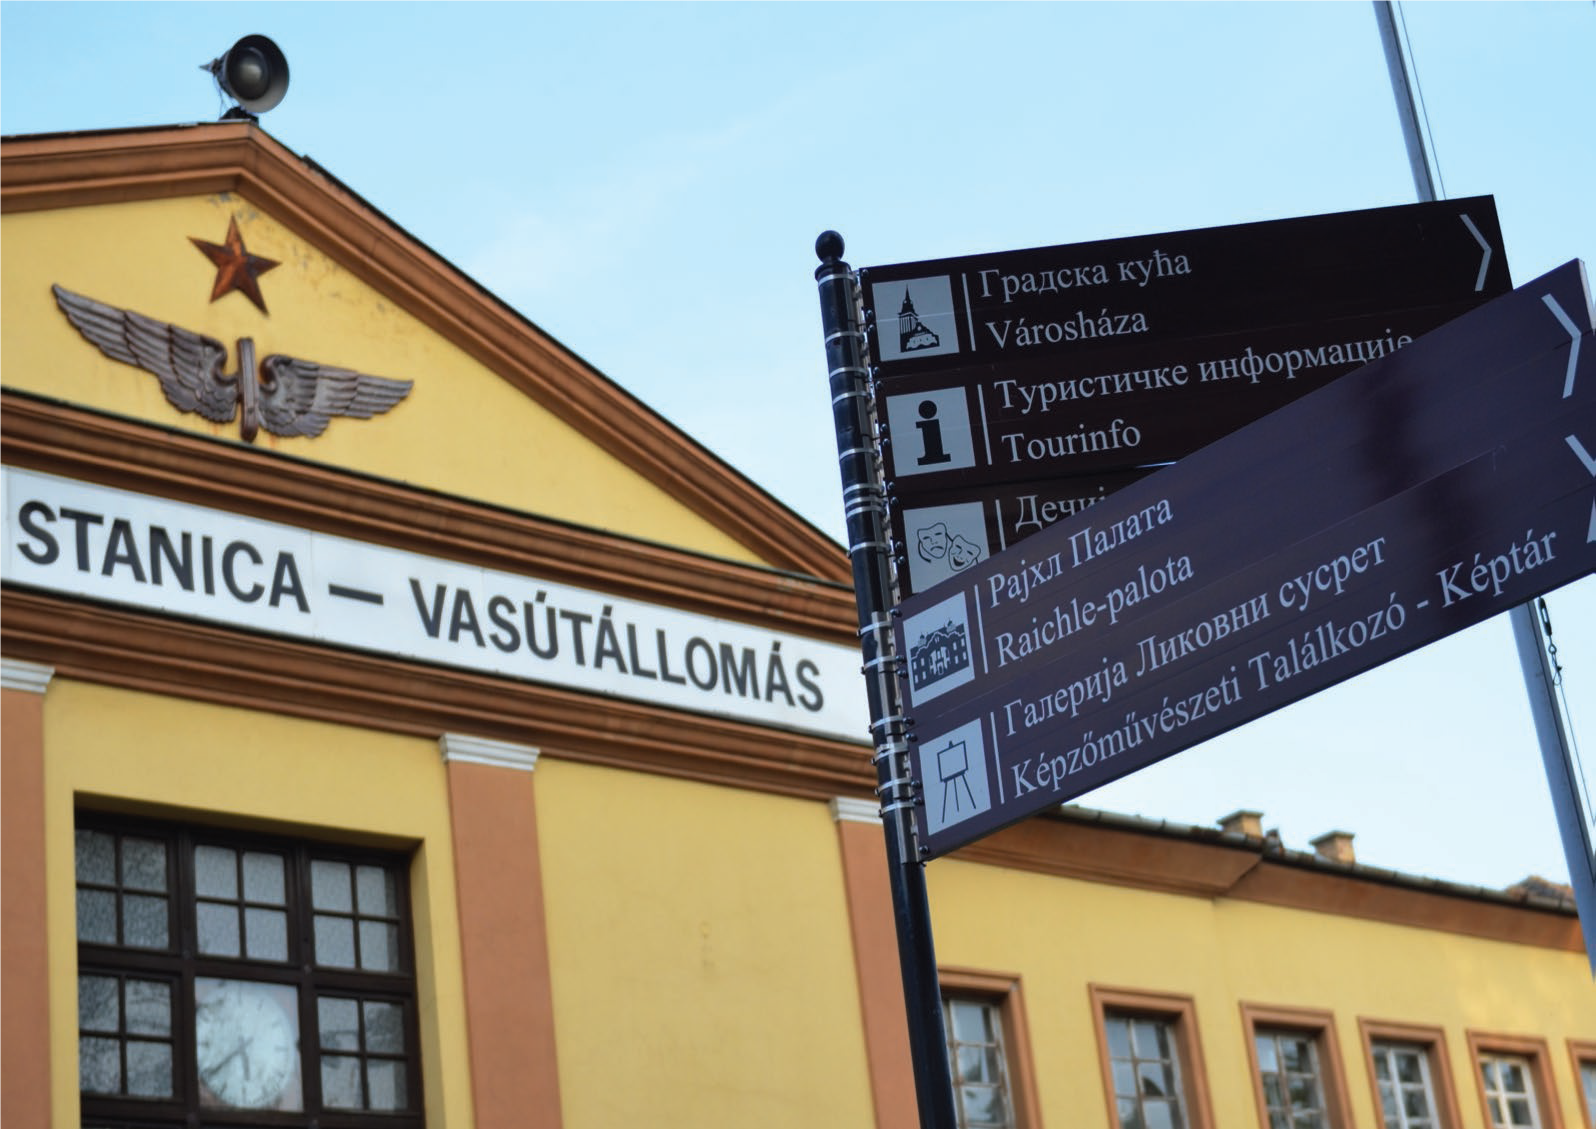 STANICA — VASÚTÁLLOMÁS
Градска кућа
Városháza
Туристичке информације
Tourinfo
Рајхл Палата
Raichle-palota
Галерија Ликовни сусрет
Képzőművészeti Találkozó - Képtár